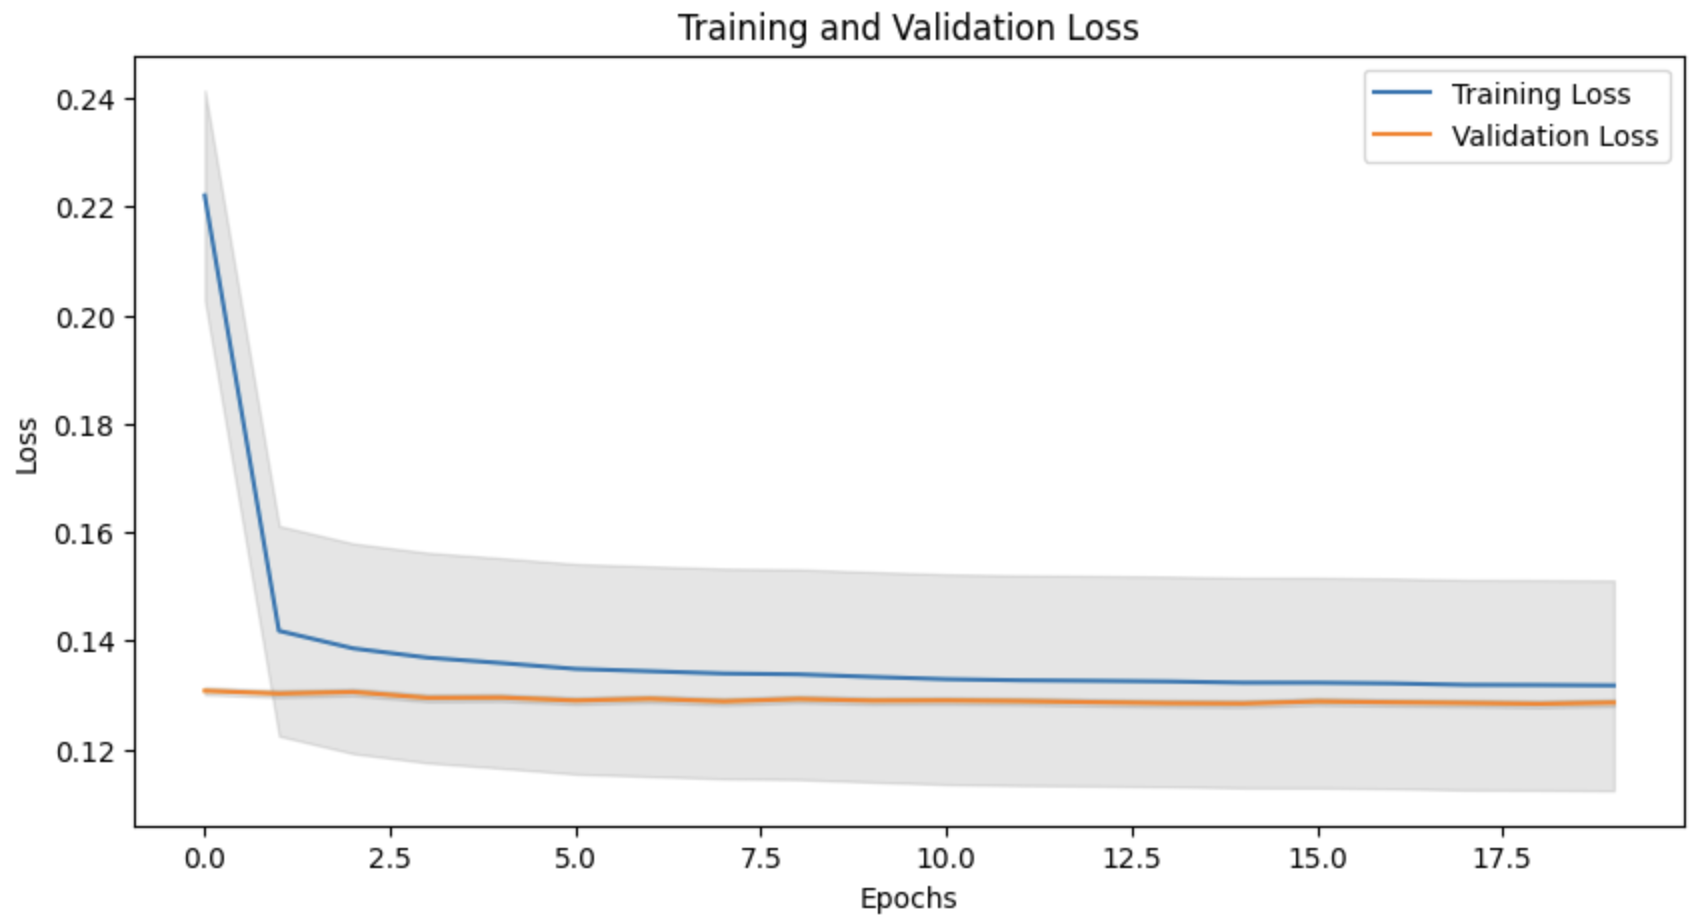 Training and Validation Loss
Training Loss
Validation Loss
0.24
0.22
0.20
0.18
0.16
0.14
0.12
Loss
0.0 2.5 5.0 7.5 10.0 12.5 15.0 17.5
Epochs